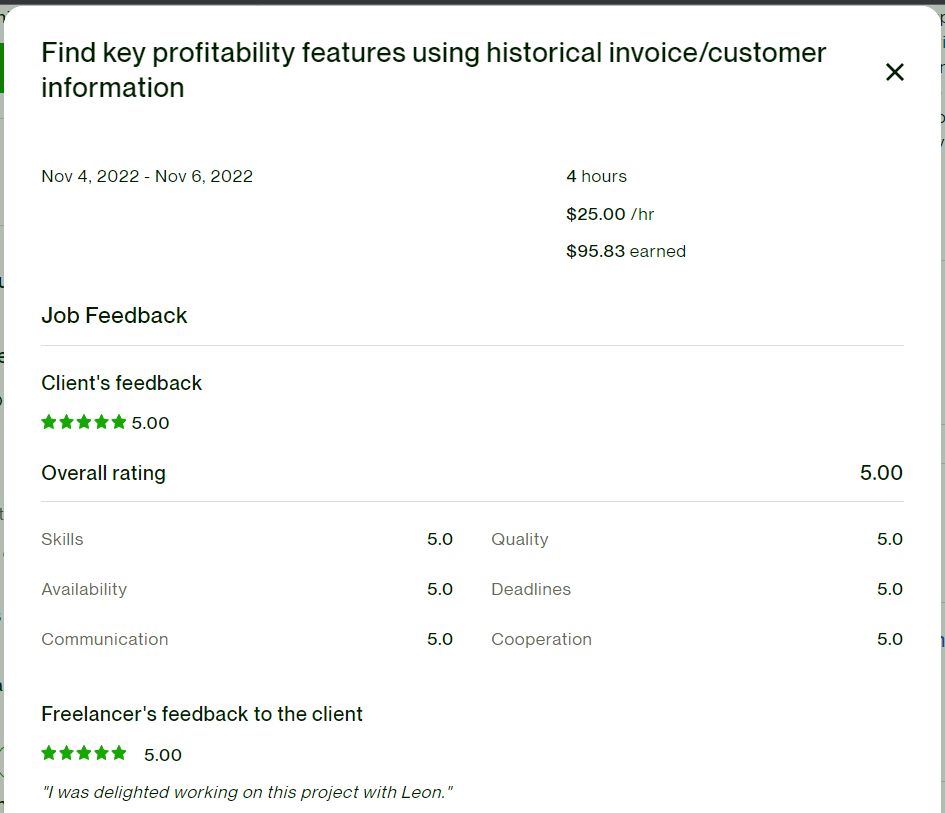 Find key profitability features using historical invoice/customer
information
Nov 4, 2022 - Nov 6, 2022
4 hours
$25.00 /hr
$95.83 earned
Job Feedback
Client's feedback
5.00
Overall rating 5.00
Skills 5.0 Quality 5.0
Availability 5.0 Deadlines 5.0
Communication 5.0 Cooperation 5.0
Freelancer's feedback to the client
5.00
"I was delighted working on this project with Leon."